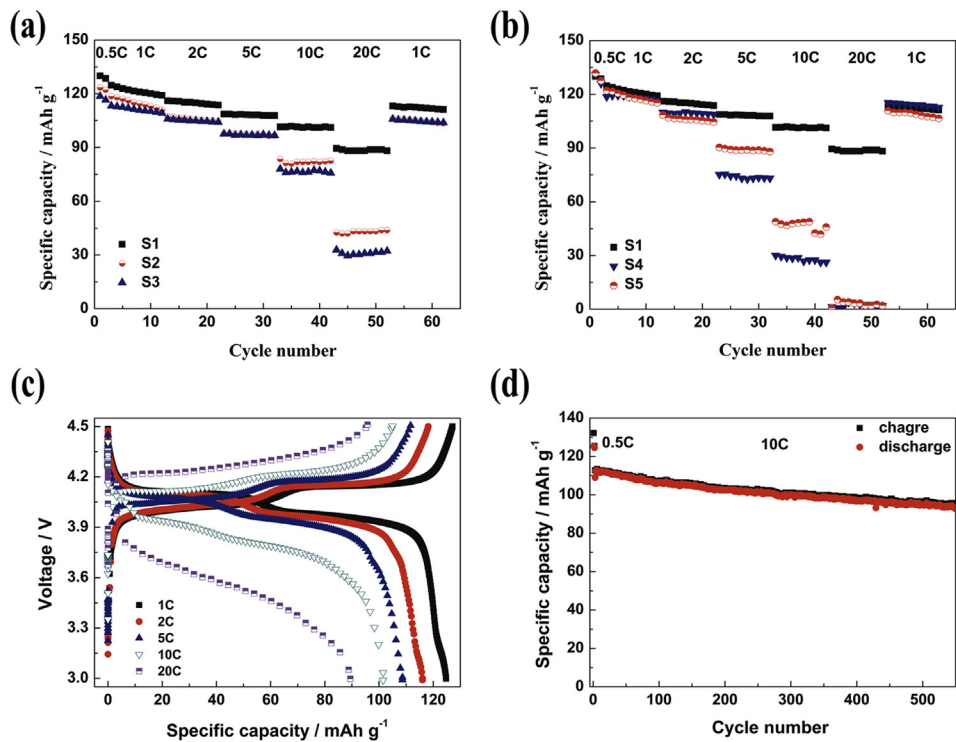 (a)
150
120
90
60
30
0
0.5C 1C 2C 5C 10C 20C 1C
S1
S2
S3
0 10 20 30 40 50 60
Cycle number
Specific capacity / mAh g-1
(b)
150
120
90
60
30
0
0.5C 1C 2C 5C 10C 20C 1C
S1
S4
S5
0 10 20 30 40 50 60
Cycle number
Specific capacity / mAh g-1
(c)
4.5
4.2
3.9
3.6
3.3
3.0
1C
2C
5C
10C
20C
0 20 40 60 80 100 120
Specific capacity / mAh g-1
Voltage / V
(d)
140
120
100
80
60
40
20
0
0.5C 10C
chagre
discharge
0 100 200 300 400 500
Cycle number
Specific capacity / mAh g-1